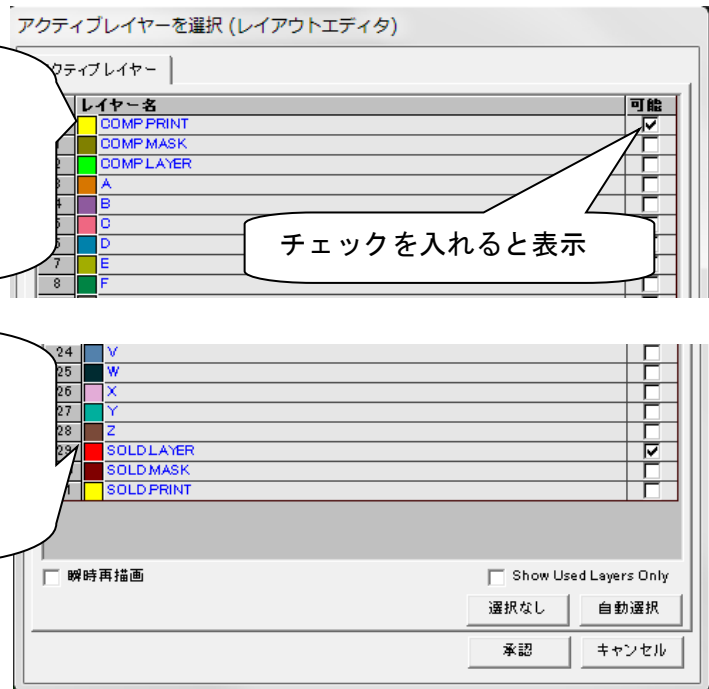 アクティブレイヤーを選択 (レイアウトエディタ)
クティブレイヤー
レイヤー名 可能
COMP.PRINT
COMP.MASK
2 COMP.LAYER
3 A
4 B
5 C
6 D
7 E
8 F
チェックを入れると表示
24 V
25 W
26 X
27 Y
28 Z
29 SOLD.LAYER
SOLD.MASK
1 SOLD.PRINT
瞬時再描画 Show Used Layers Only
選択なし 自動選択
承認 キャンセル